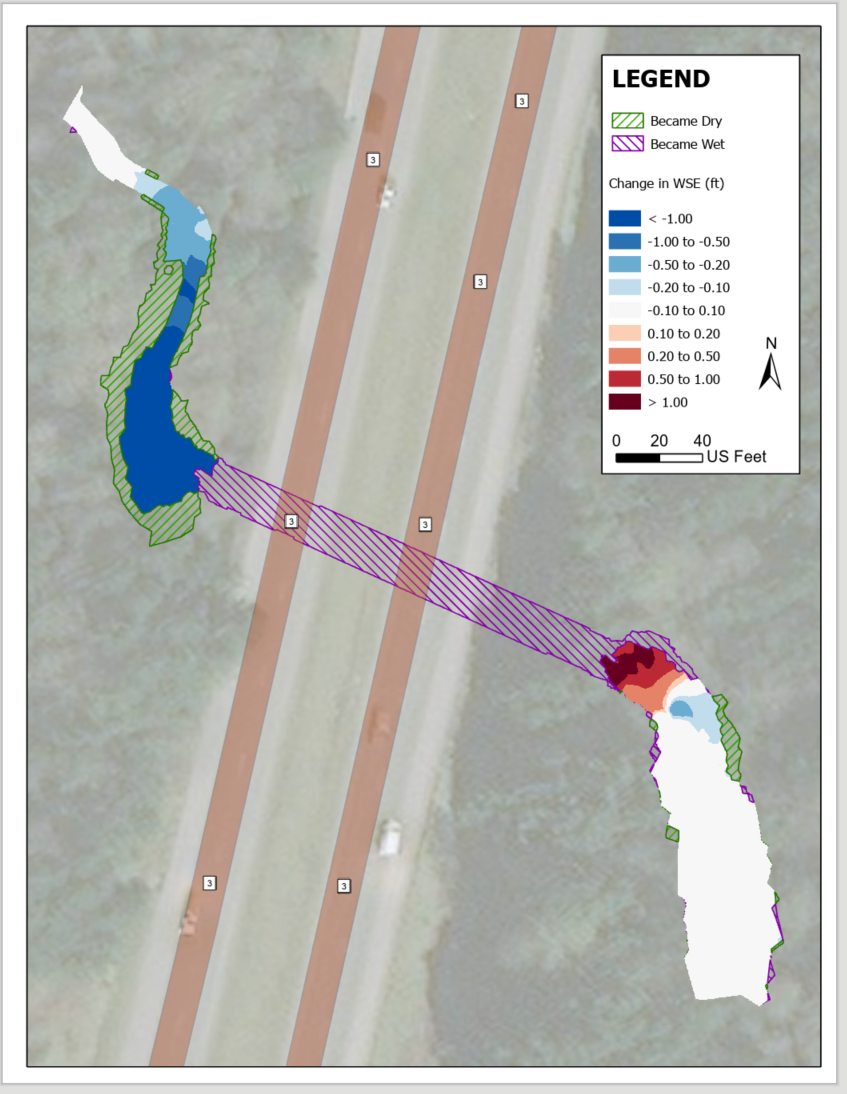 LEGEND
Became Dry
Became Wet
Change in WSE (ft)
< -1.00
-1.00 to -0.50
-0.50 to -0.20
-0.20 to -0.10
-0.10 to 0.10
0.10 to 0.20
0.20 to 0.50
0.50 to 1.00
> 1.00
N
0 20 40
US Feet
3
3
3
3
3
3
3